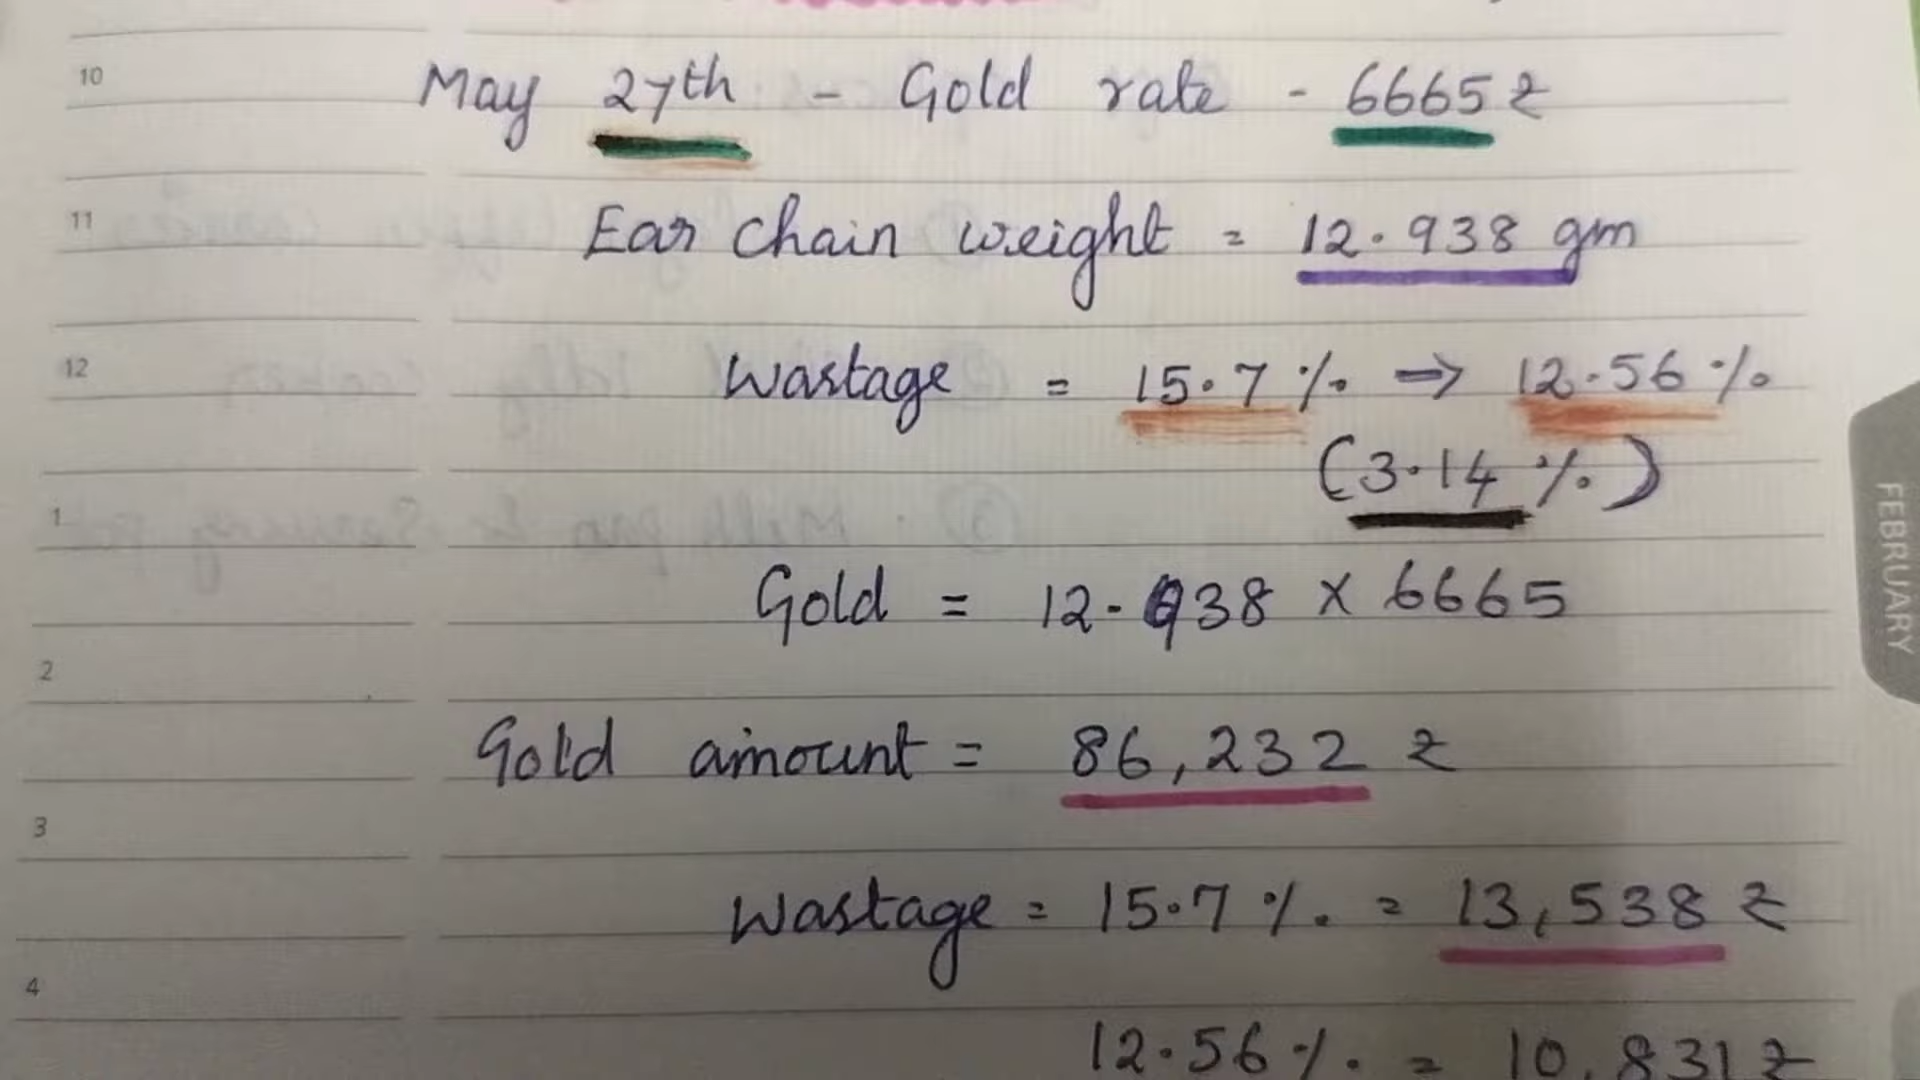 10 May 27th - Gold rate - 6665 ₹
11 Ear chain weight = 12.938 gm
12 Wastage = 15.7 % ⇒ 12.56 %
(3.14 %)
1
Gold = 12.938 X 6665
2
Gold amount = 86,232 ₹
3
Wastage = 15.7 % = 13,538 ₹
4
12.56 % = 10,831 ₹
FEBRUARY